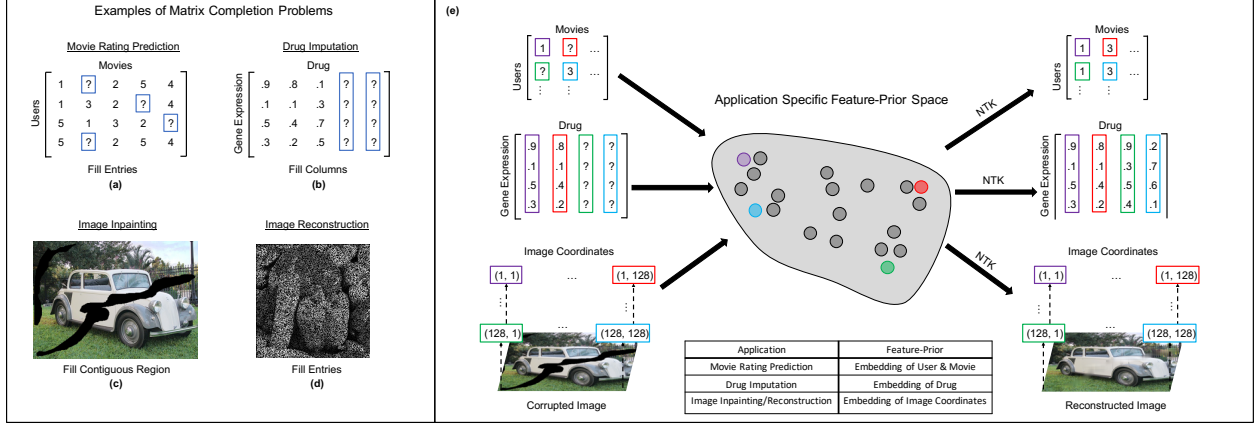 Examples of Matrix Completion Problems
Movie Rating Prediction
Movies
Users
1 ? 2 5 4
1 3 2 ? 4
5 1 3 2 ?
5 ? 2 5 4
Fill Entries
(a)
Drug Imputation
Drug
Gene Expression
.9 .8 .1 ? ?
.1 .1 .3 ? ?
.5 .4 .7 ? ?
.3 .2 .5 ? ?
Fill Columns
(b)
Image Inpainting
Fill Contiguous Region
(c)
Image Reconstruction
Fill Entries
(d)
(e)
Movies
Users
1 ? ...
? 3 ...
⋮ ⋮
Drug
Gene Expression
.9 .8 ? ?
.1 .1 ? ?
.5 .4 ? ?
.3 .2 ? ?
Image Coordinates
(1, 1) ... (1, 128)
⋮ ⋮
(128, 1) ... (128, 128)
Corrupted Image
Application Specific Feature-Prior Space
Application Feature-Prior
Movie Rating Prediction Embedding of User & Movie
Drug Imputation Embedding of Drug
Image Inpainting/Reconstruction Embedding of Image Coordinates
NTK
NTK
NTK
Movies
Users
1 3 ...
1 3 ...
⋮ ⋮
Drug
Gene Expression
.9 .8 .9 .2
.1 .1 .3 .7
.5 .4 .5 .6
.3 .2 .4 .1
Image Coordinates
(1, 1) ... (1, 128)
⋮ ⋮
(128, 1) ... (128, 128)
Reconstructed Image